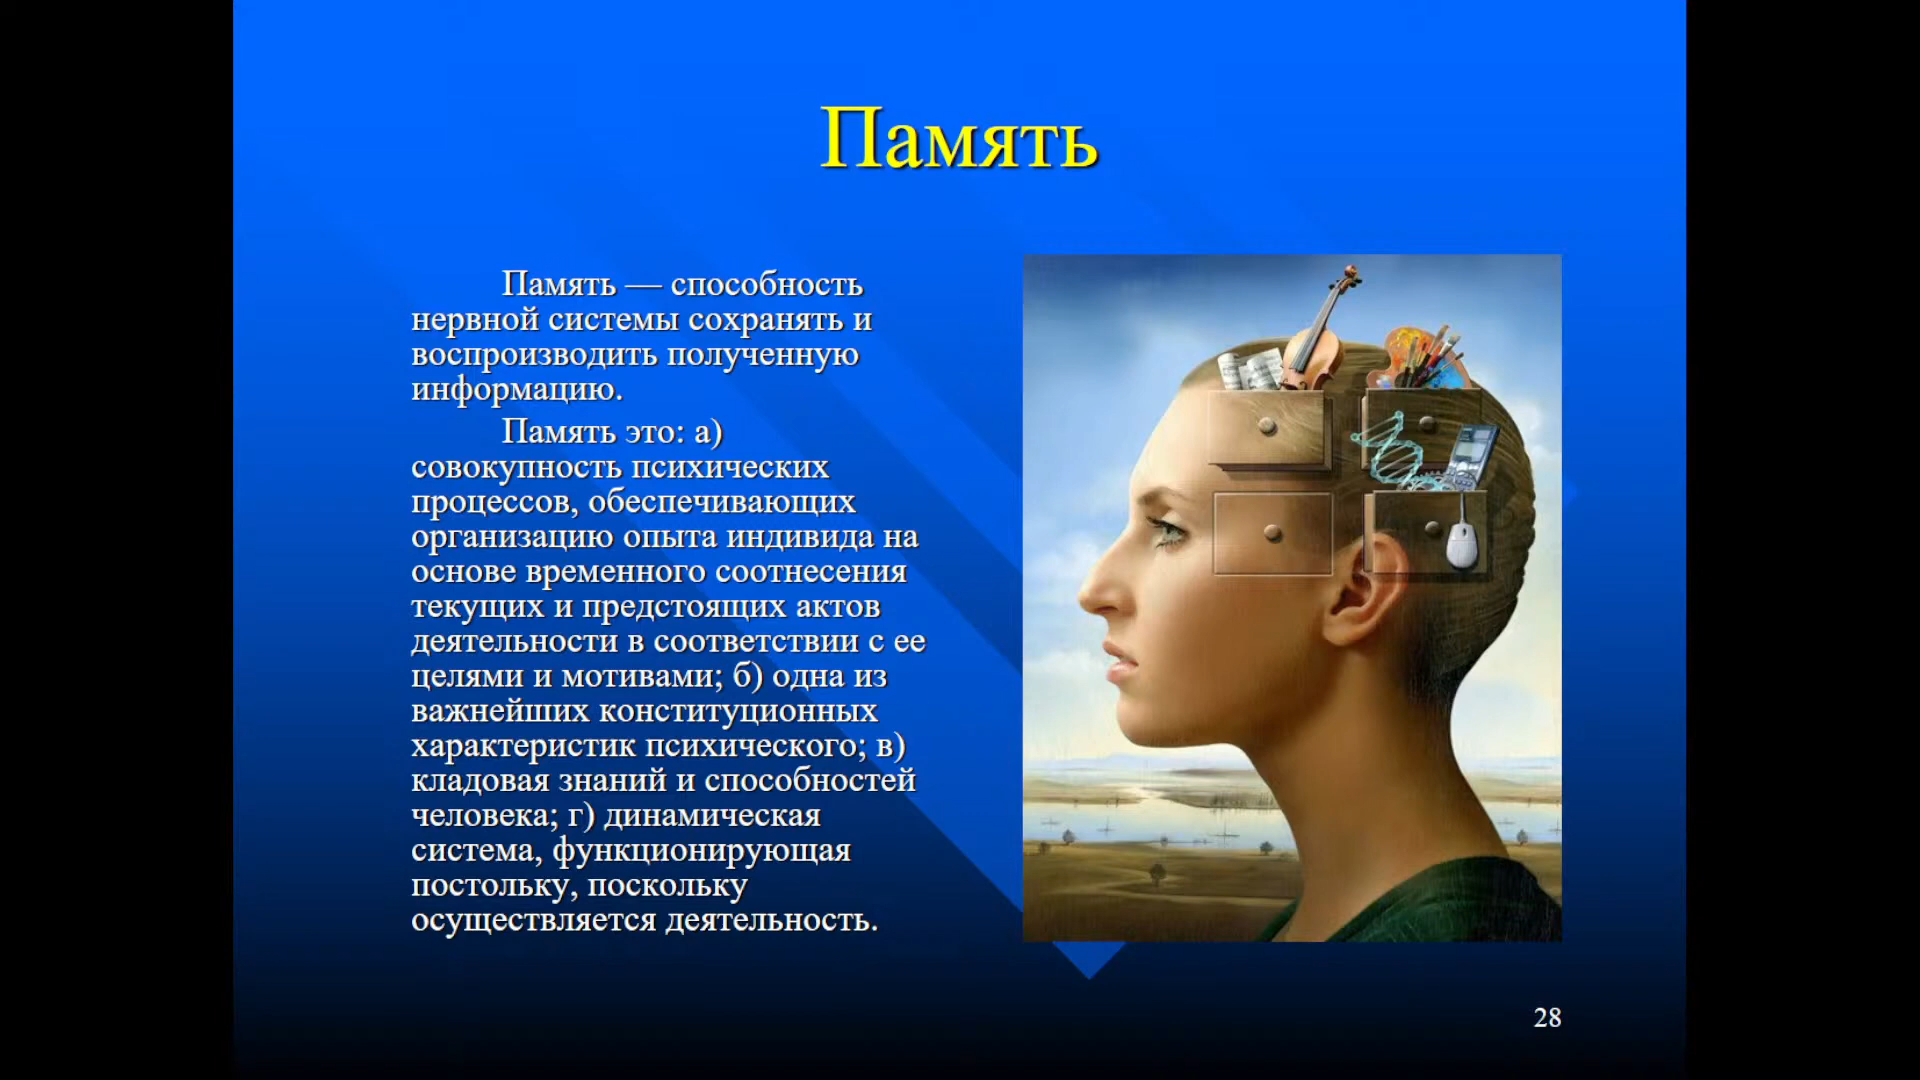 Память
Память — способность
нервной системы сохранять и
воспроизводить полученную
информацию.
Память это: а)
совокупность психических
процессов, обеспечивающих
организацию опыта индивида на
основе временного соотнесения
текущих и предстоящих актов
деятельности в соответствии с ее
целями и мотивами; б) одна из
важнейших конституционных
характеристик психического; в)
кладовая знаний и способностей
человека; г) динамическая
система, функционирующая
постольку, поскольку
осуществляется деятельность.
28